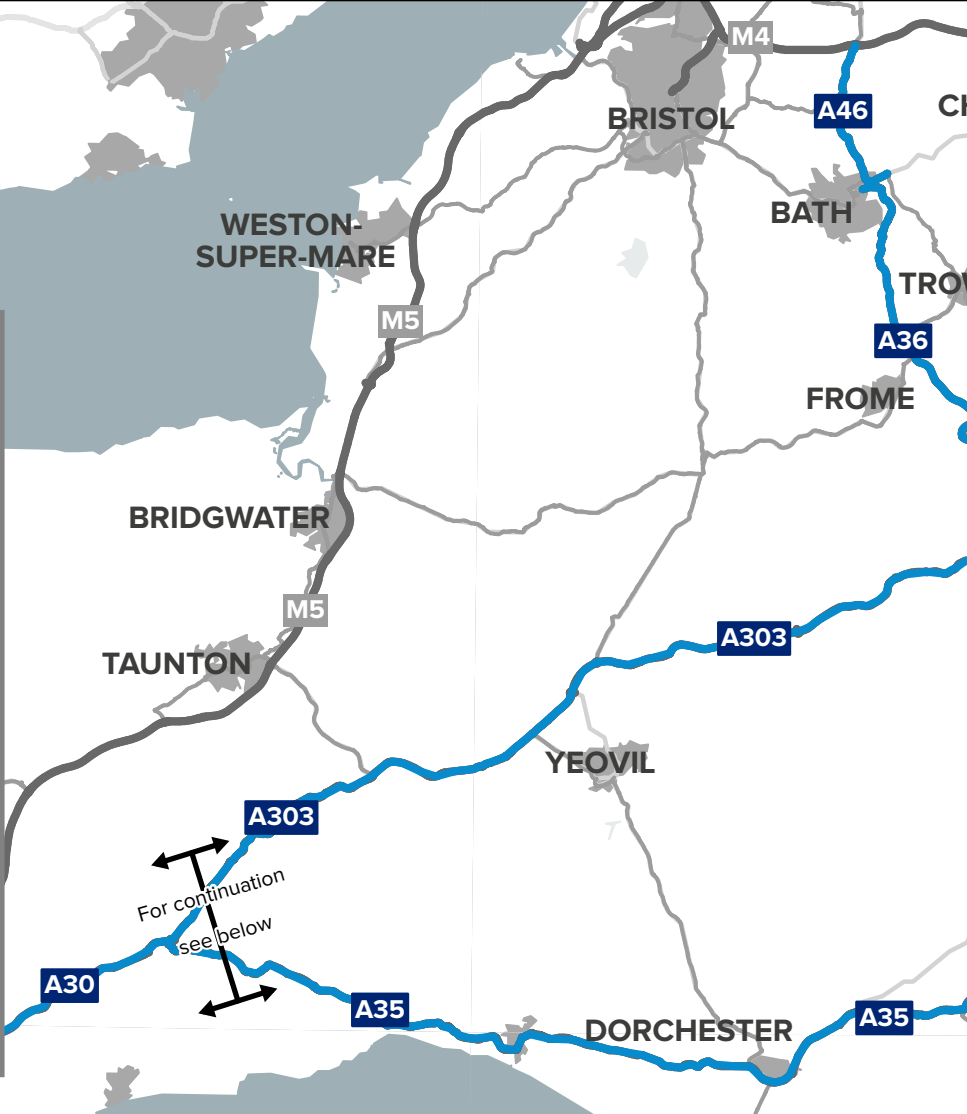 M4
A46
CH
BRISTOL
BATH
WESTON-
SUPER-MARE
TROW
M5
A36
FROME
BRIDGWATER
M5
A303
TAUNTON
YEOVIL
A303
For continuation
see below
A30
A35
A35
DORCHESTER